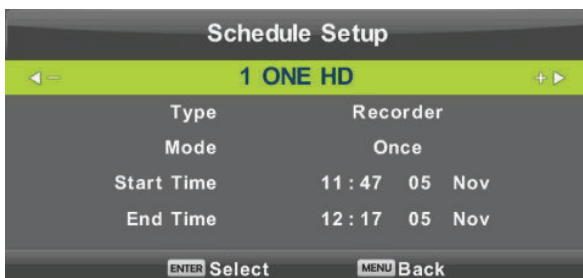 Schedule Setup
◄ – 1 ONE HD + ►
Type Recorder
Mode Once
Start Time 11 : 47 05 Nov
End Time 12 : 17 05 Nov
ENTER Select MENU Back